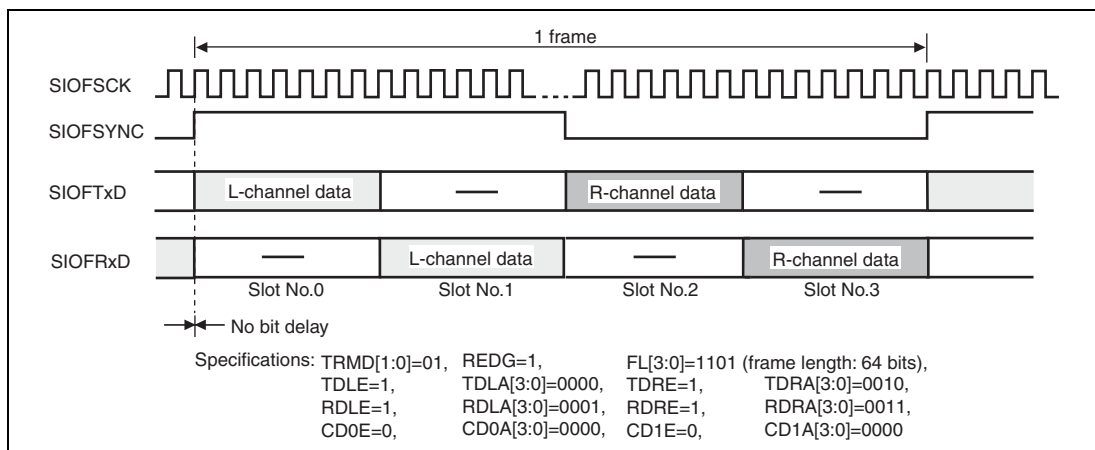 1 frame
SIOFSCK
SIOFSYNC
SIOFTxD
L-channel data
R-channel data
SIOFRxD
L-channel data
R-channel data
Slot No.0 Slot No.1 Slot No.2 Slot No.3
No bit delay
Specifications: TRMD[1:0]=01, REDG=1, FL[3:0]=1101 (frame length: 64 bits),
TDLE=1, TDLA[3:0]=0000, TDRE=1, TDRA[3:0]=0010,
RDLE=1, RDLA[3:0]=0001, RDRE=1, RDRA[3:0]=0011,
CD0E=0, CD0A[3:0]=0000, CD1E=0, CD1A[3:0]=0000